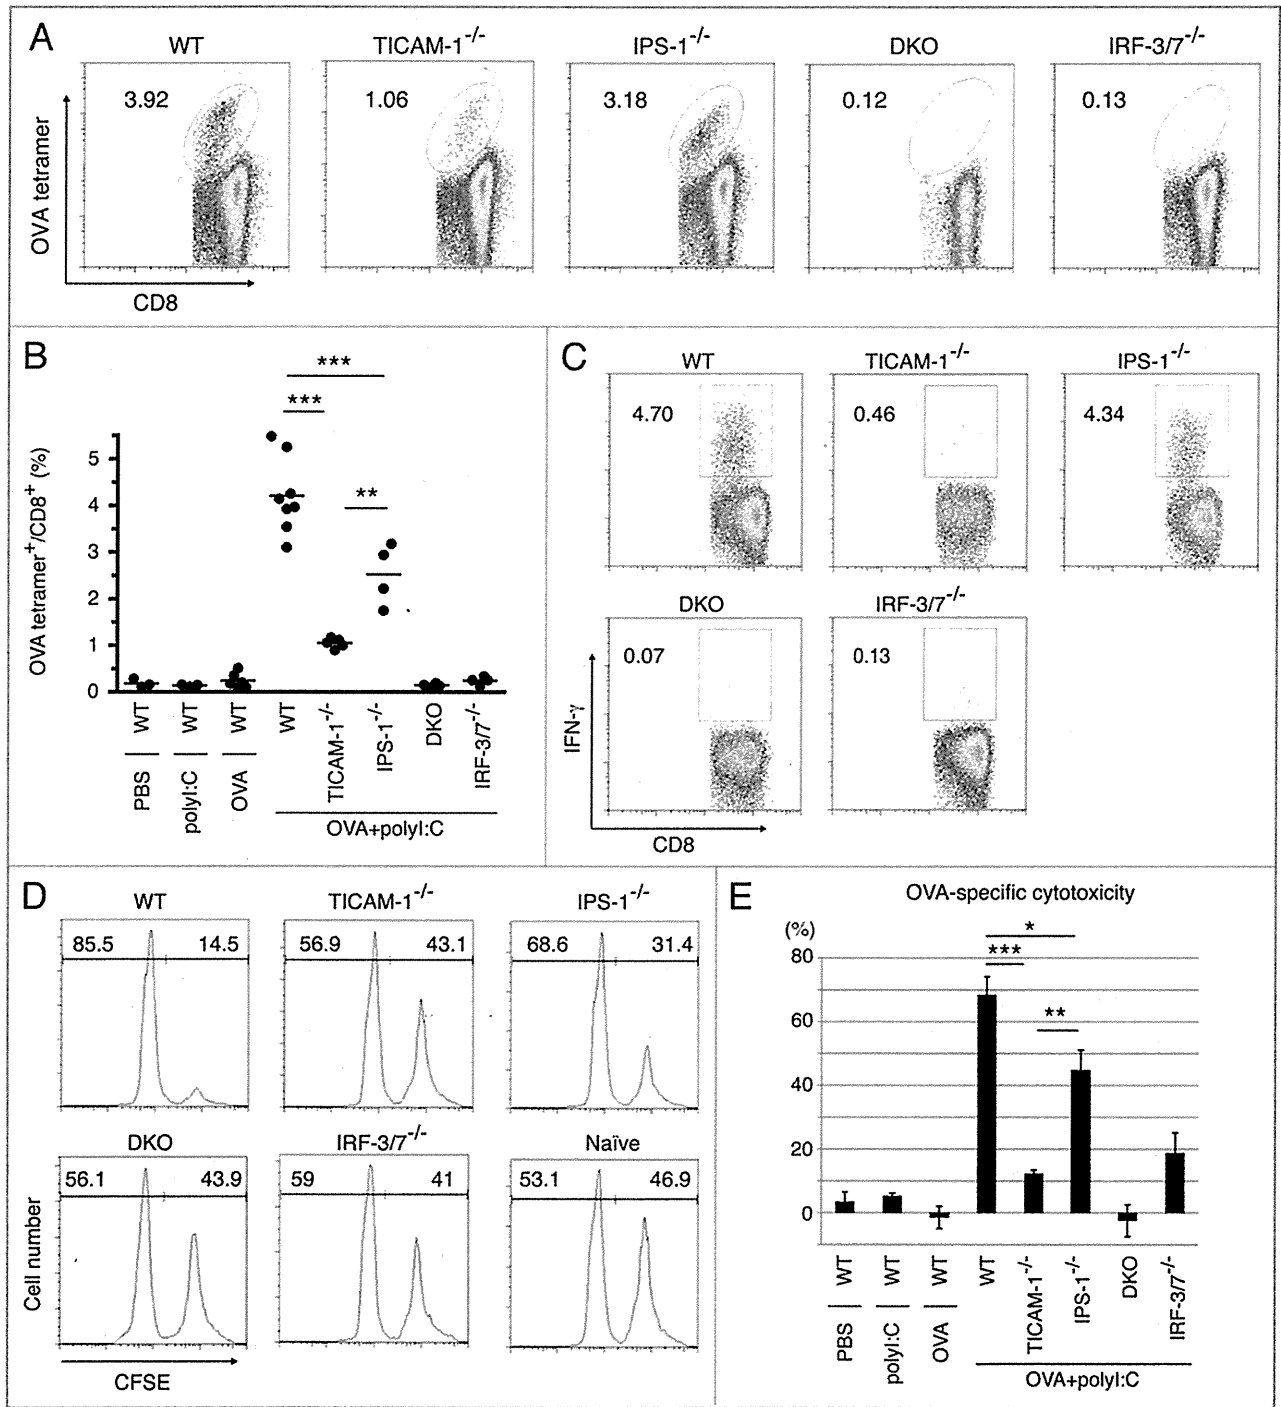 A
WT TICAM-1-/- IPS-1-/- DKO IRF-3/7-/-
3.92 1.06 3.18 0.12 0.13
OVA tetramer
CD8
B
*** 
***
**
OVA tetramer+/CD8+ (%)
5
4
3
2
1
0
WT WT WT WT TICAM-1-/- IPS-1-/- DKO IRF-3/7-/-
PBS polyI:C OVA
OVA+polyI:C
C
WT TICAM-1-/- IPS-1-/-
4.70 0.46 4.34
DKO IRF-3/7-/-
0.07 0.13
IFN-γ
CD8
D
WT TICAM-1-/- IPS-1-/-
85.5 14.5 56.9 43.1 68.6 31.4
DKO IRF-3/7-/- Naïve
56.1 43.9 59 41 53.1 46.9
Cell number
CFSE
E
OVA-specific cytotoxicity
(%)
*
***
**
80
60
40
20
0
WT WT WT WT TICAM-1-/- IPS-1-/- DKO IRF-3/7-/-
PBS polyI:C OVA
OVA+polyI:C